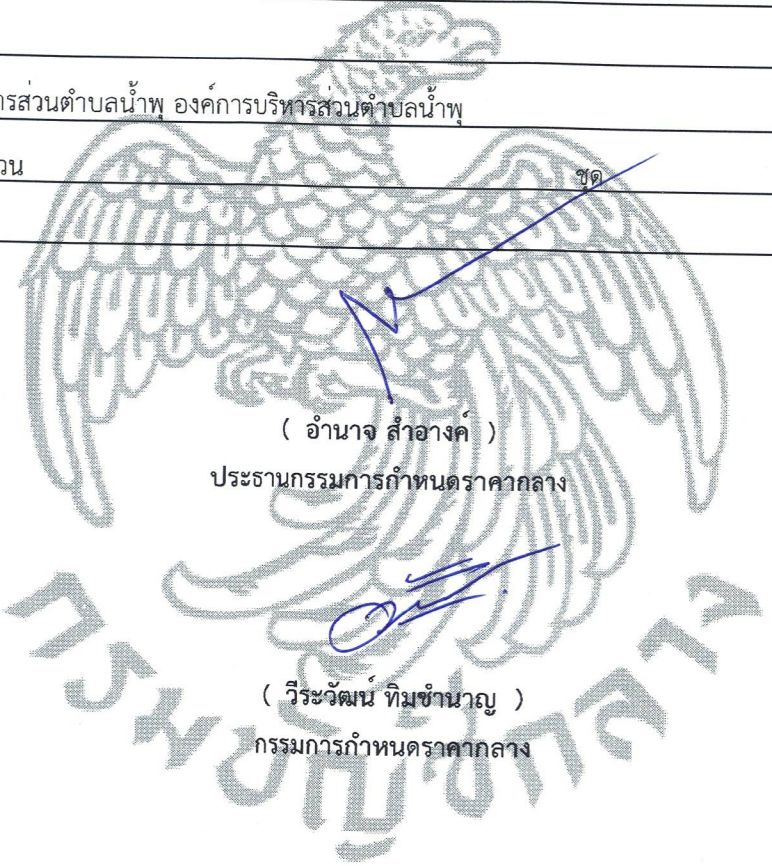 ารส่วนตำบลน้ำพุ องค์การบริหารส่วนตำบลน้ำพุ
วน ชุด
( อำนาจ สำอางค์ )
ประธานกรรมการกำหนดราคากลาง
( วีระวัฒน์ ทิมชำนาญ )
กรรมการกำหนดราคากลาง
กรมบัญชีกลาง